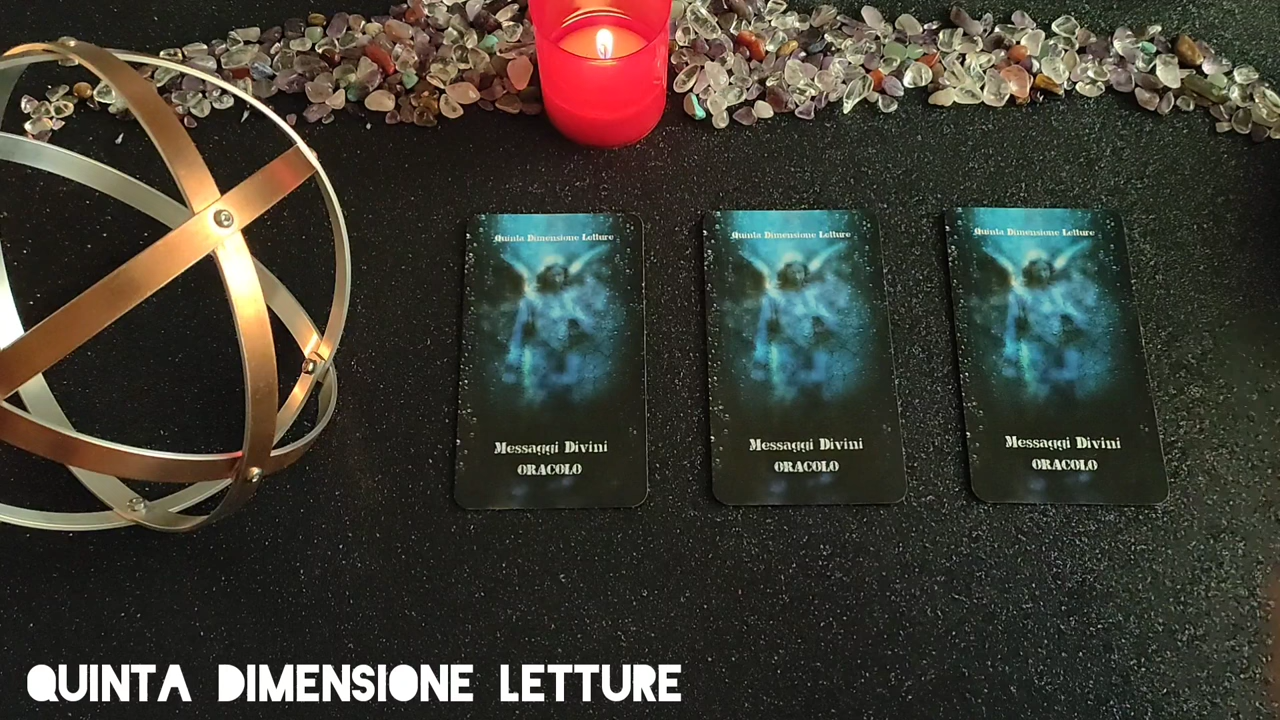 Quinta Dimensione Letture
Messaggi Divini
ORACOLO
Quinta Dimensione Letture
Messaggi Divini
ORACOLO
Quinta Dimensione Letture
Messaggi Divini
ORACOLO
QUINTA DIMENSIONE LETTURE